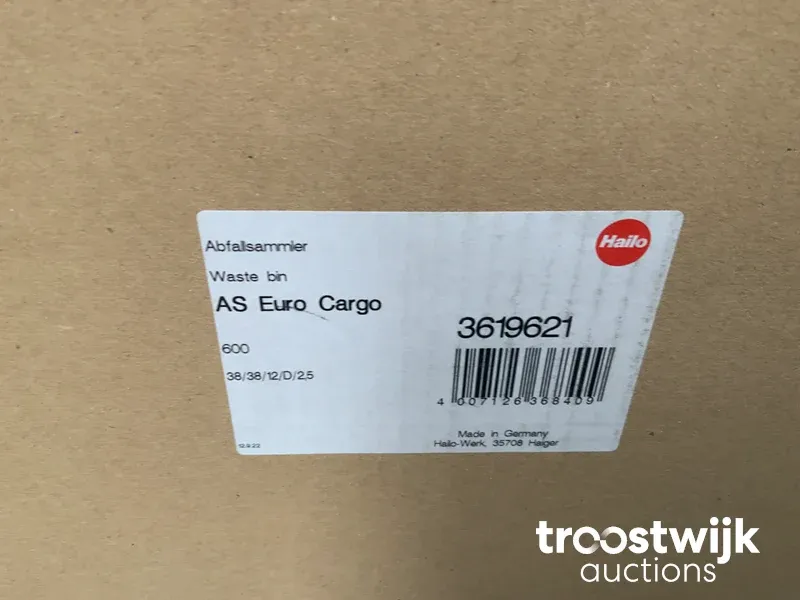 Abfallsammler
Hailo
Waste bin
AS Euro Cargo
3619621
600
38/38/12/D/2,5
4 007126 368409
Made in Germany
Hailo-Werk, 35708 Haiger
12.9.22
troostwijk
auctions